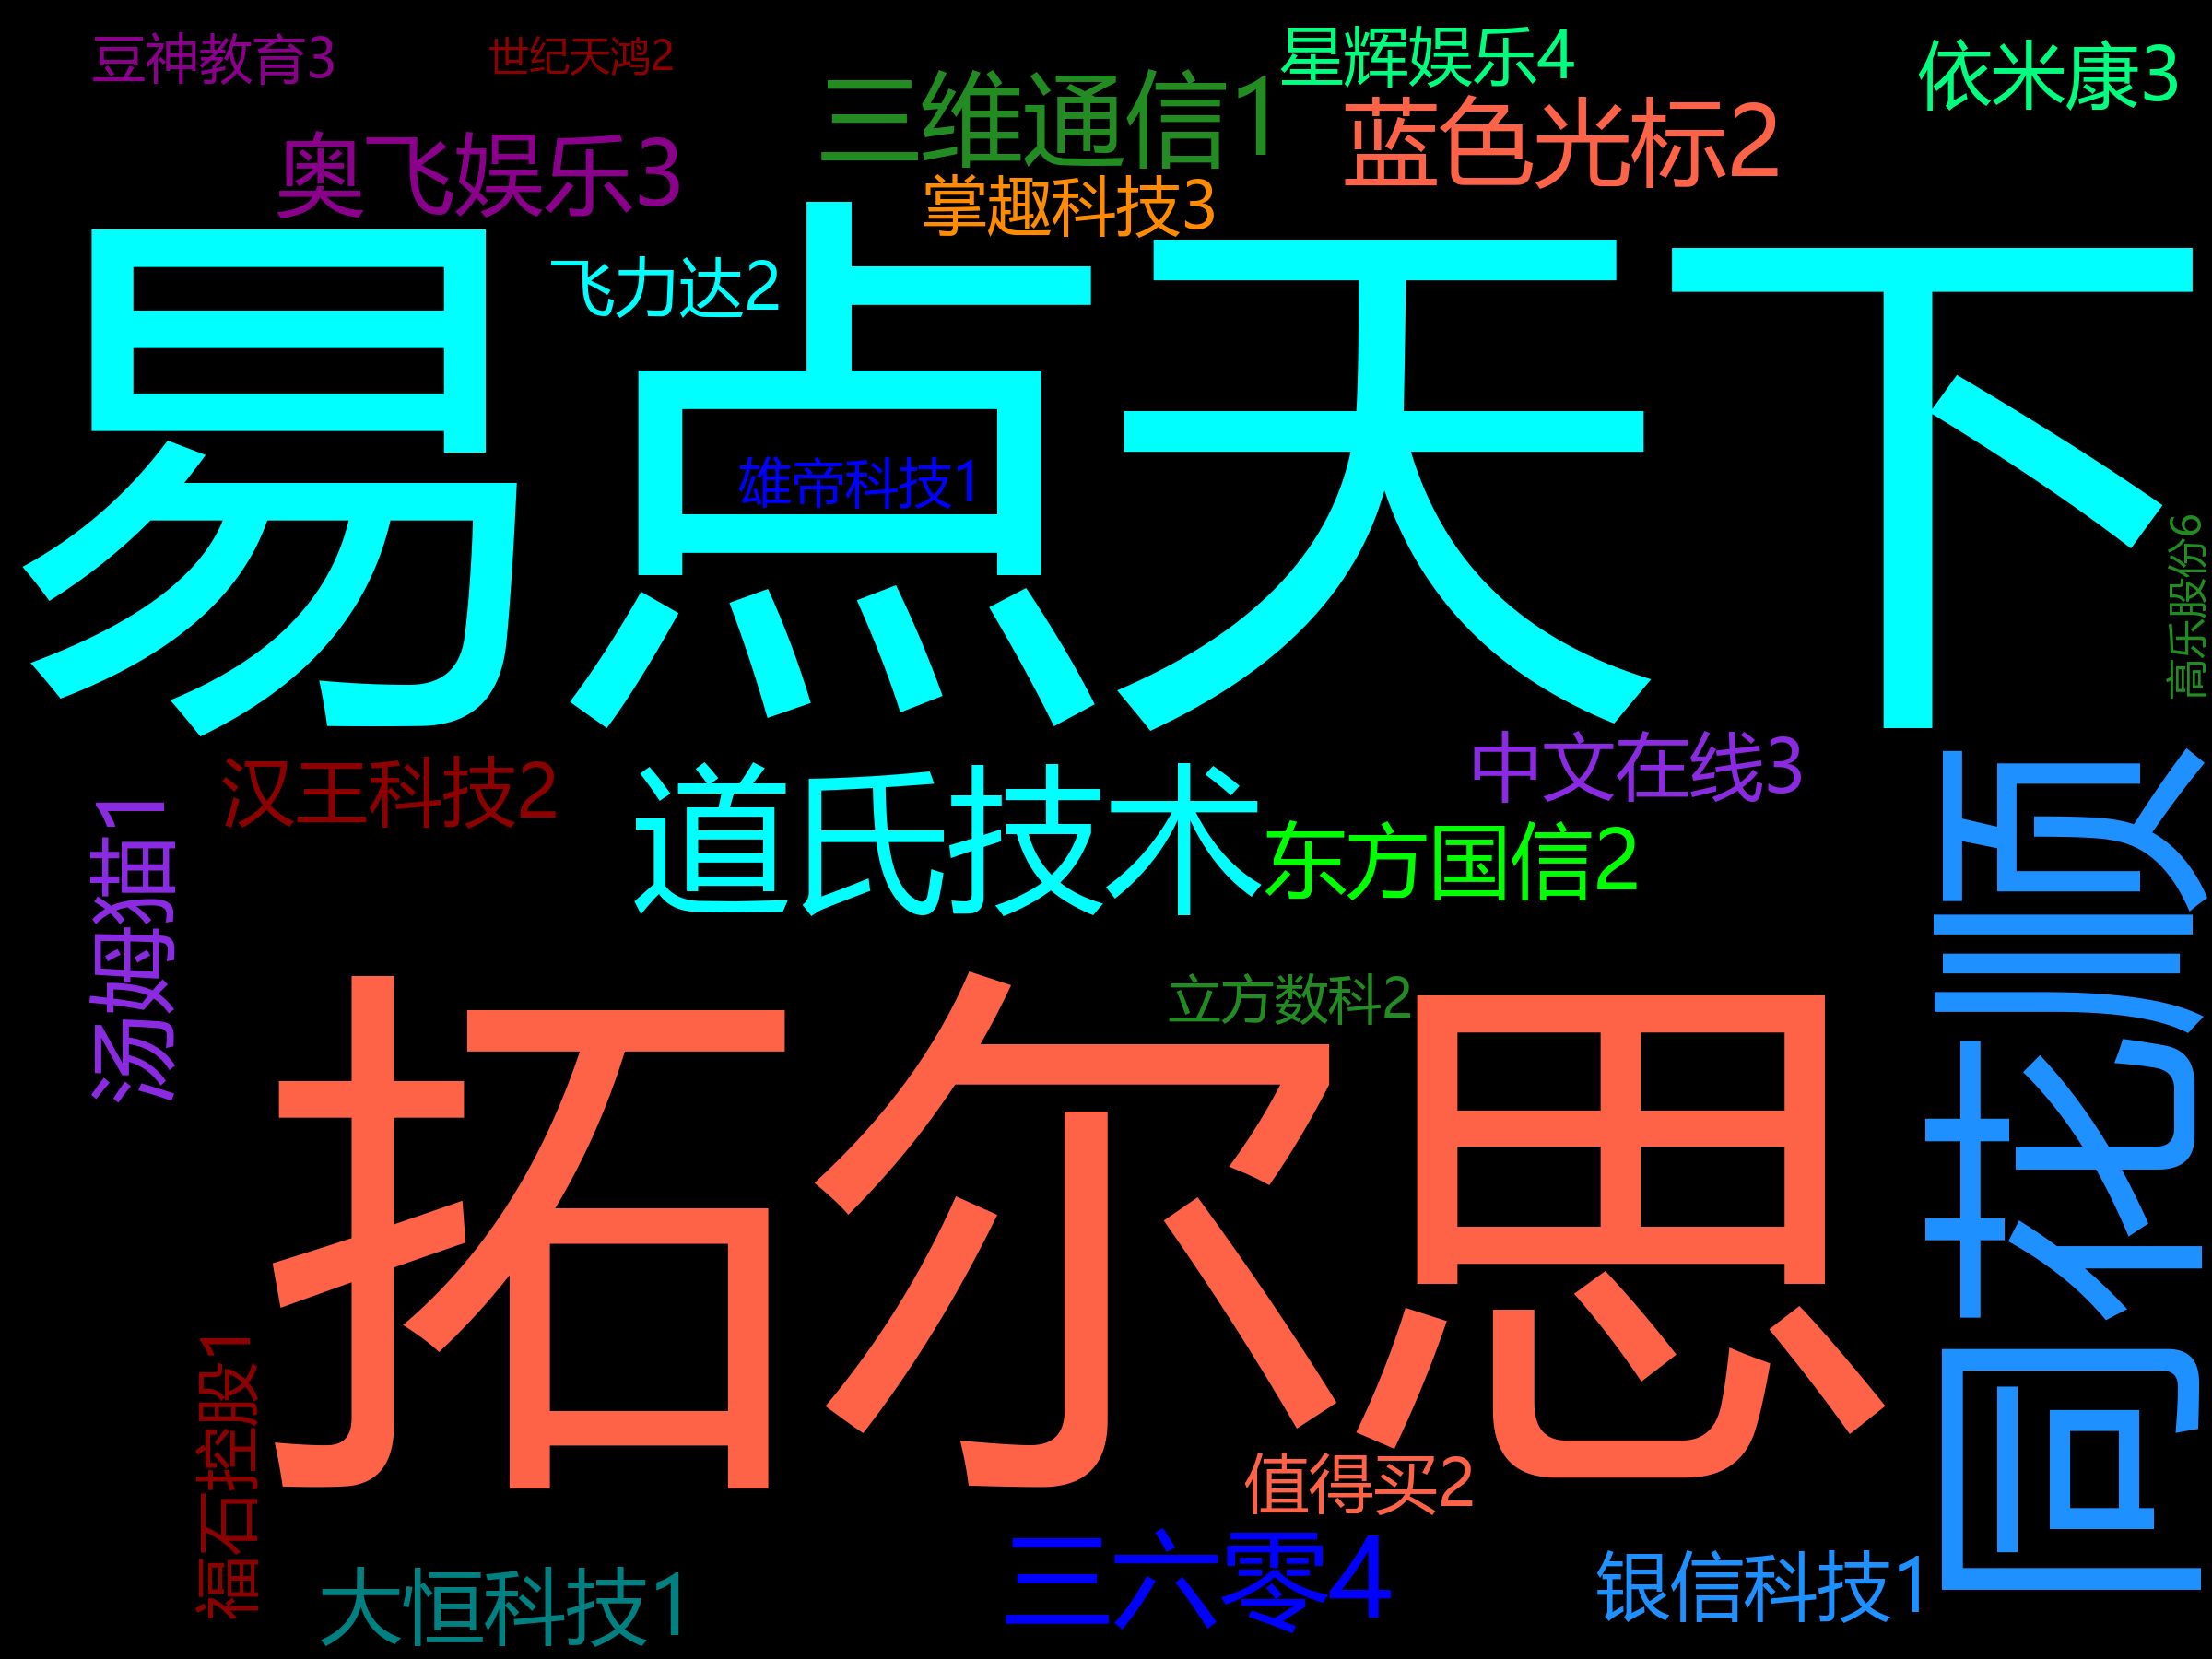 豆神教育3
世纪天鸿2
星辉娱乐4
依米康3
三维通信1
蓝色光标2
奥飞娱乐3
掌趣科技3
飞力达2
易点天下
雄帝科技1
高乐股份6
中文在线3
汉王科技2
道氏技术
东方国信2
汤姆猫1
立方数科2
拓尔思
同花顺
福石控股1
值得买2
三六零4
银信科技1
大恒科技1